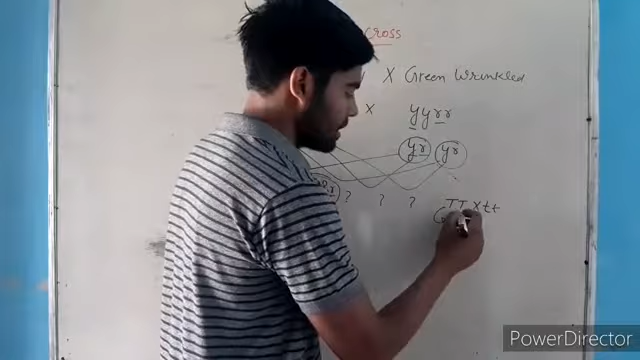 CROSS
X Green Wrinkled
X yyrr
yr yr
? ? ?
TT X tt
PowerDirector